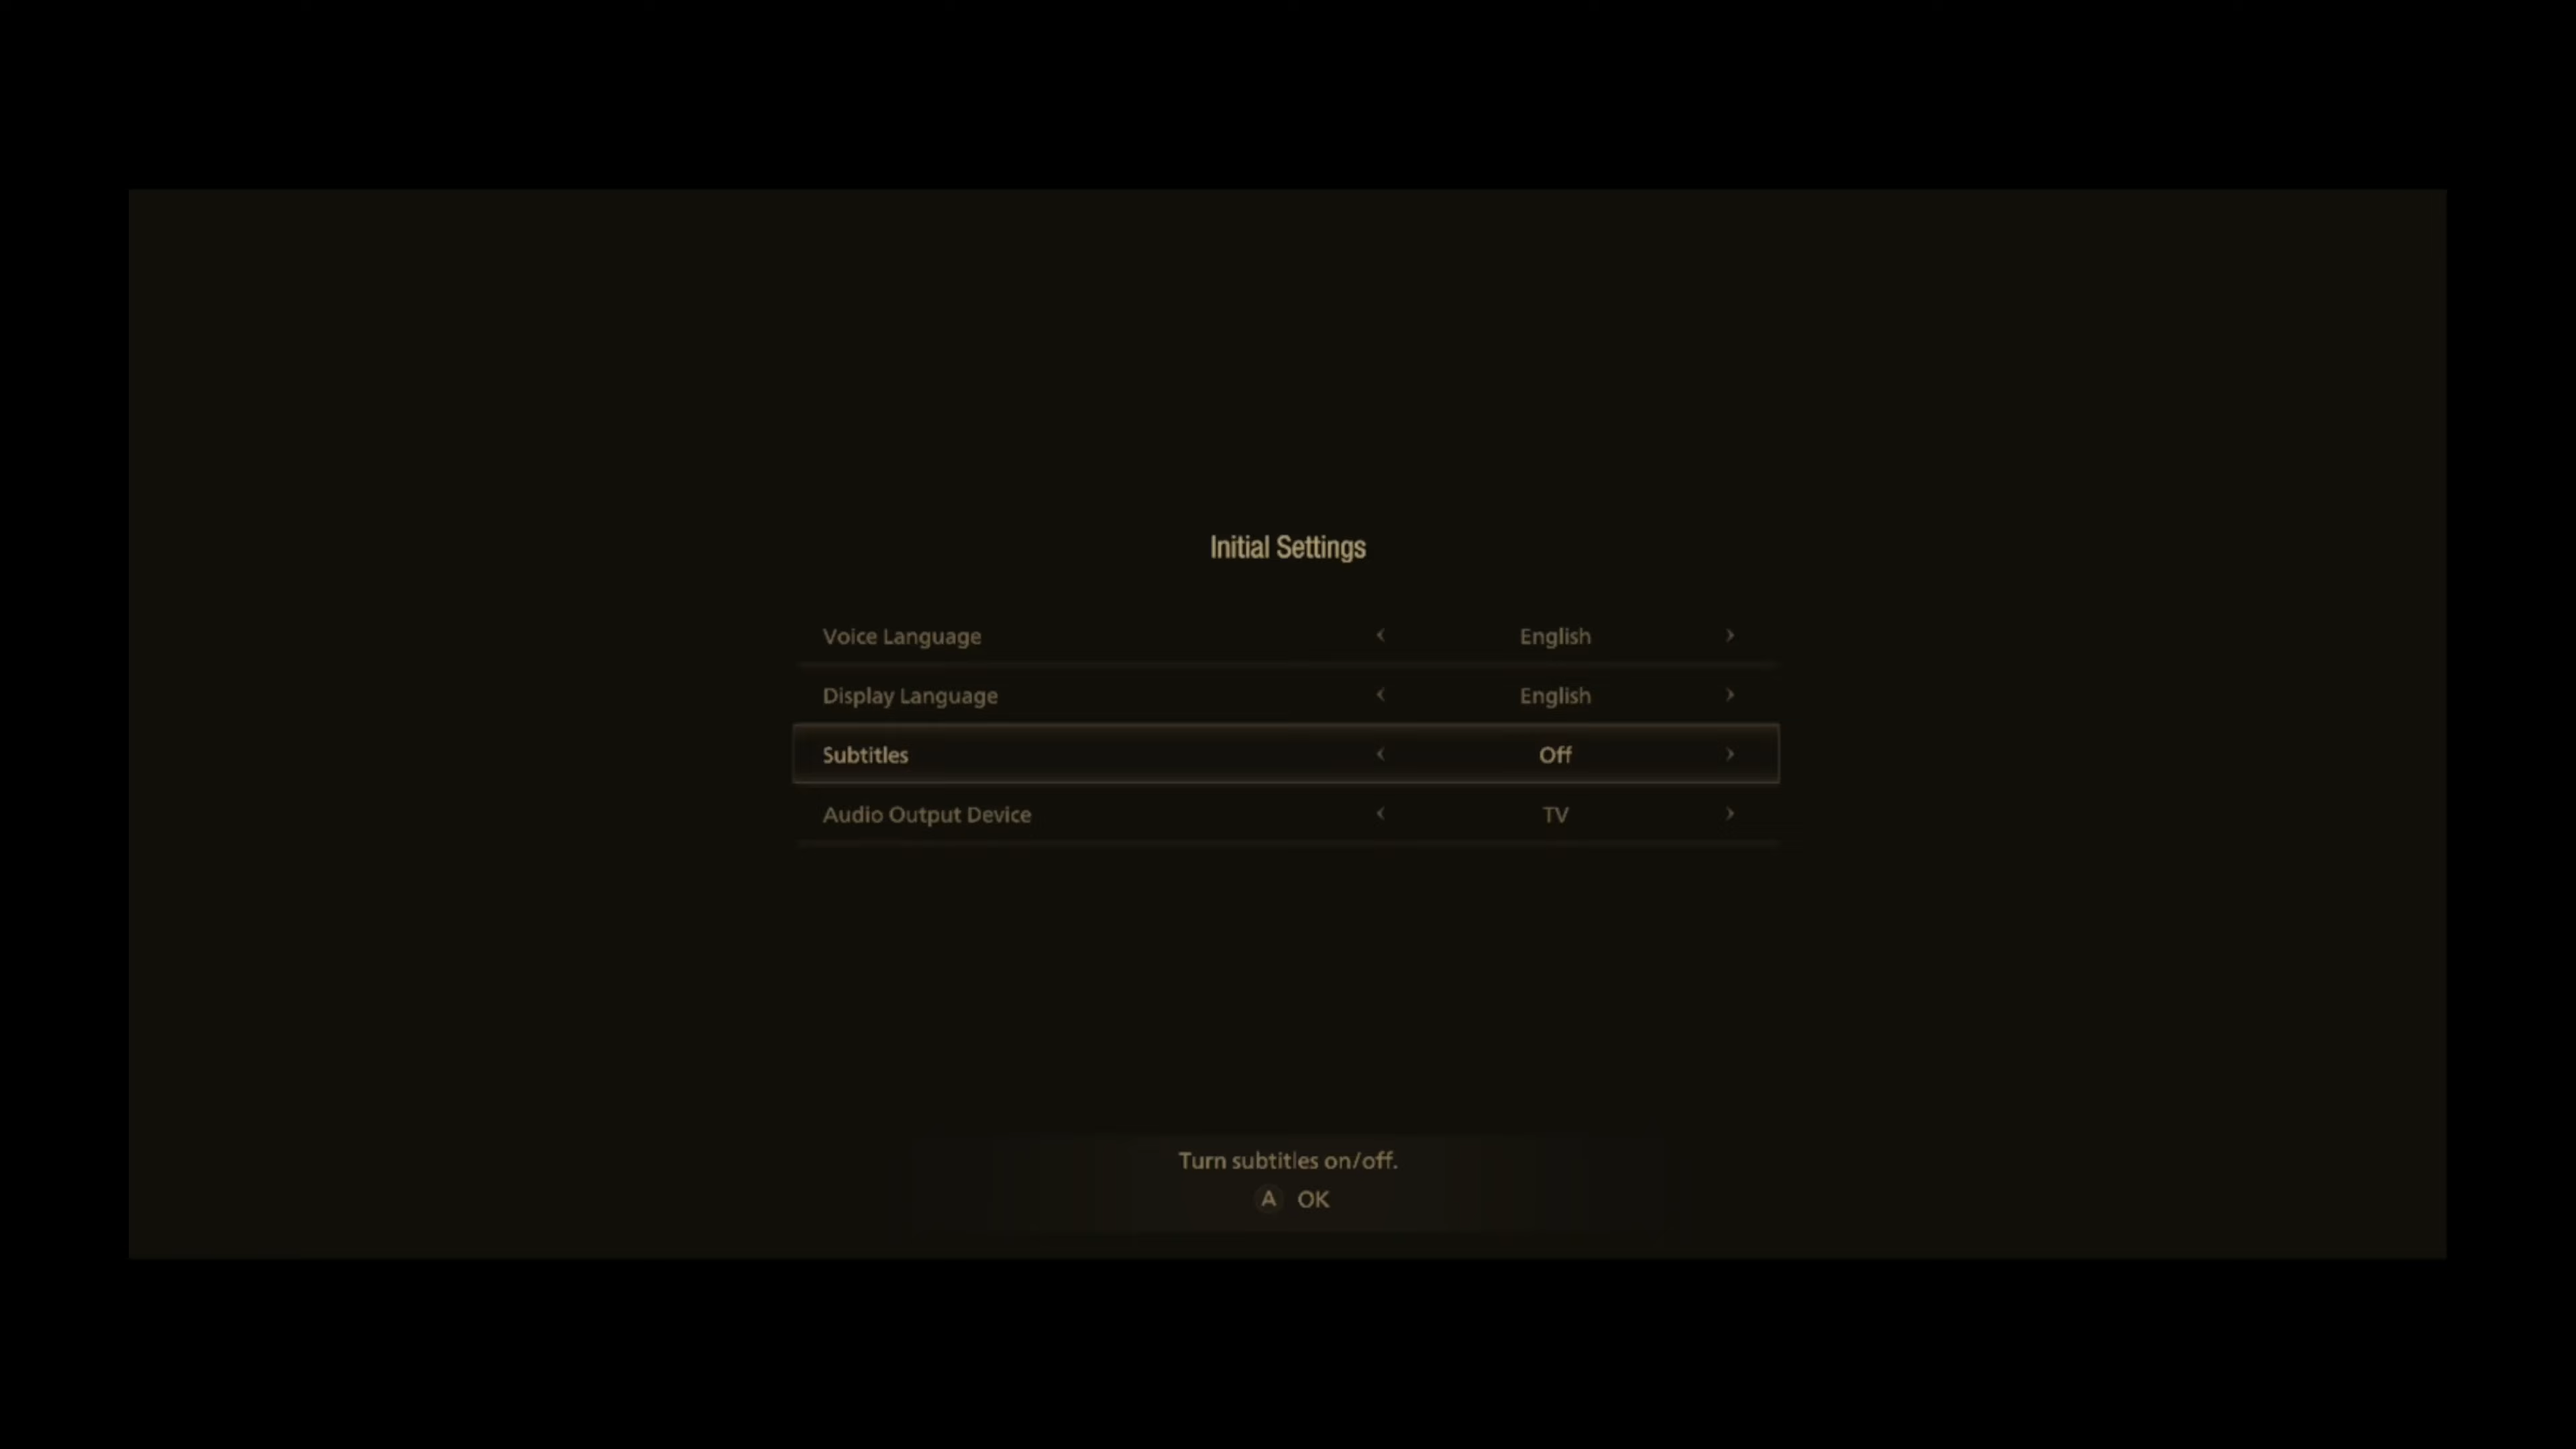 Initial Settings
Voice Language < English >
Display Language < English >
Subtitles < Off >
Audio Output Device < TV >
Turn subtitles on/off.
A OK